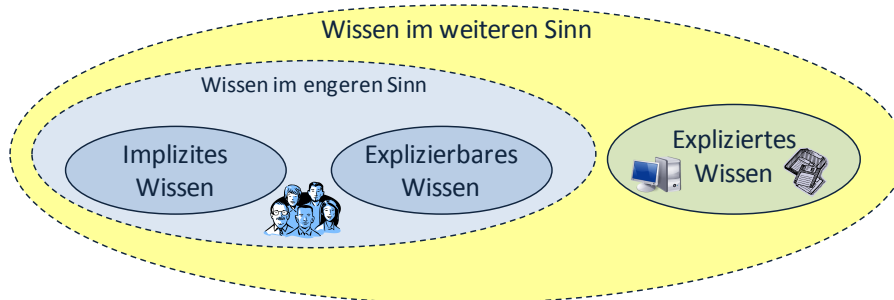 Wissen im weiteren Sinn
Wissen im engeren Sinn
Implizites
Wissen
Explizierbares
Wissen
Expliziertes
Wissen